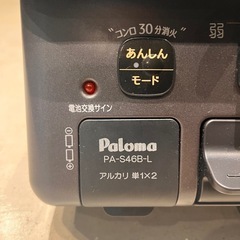 コンロ30分消火
あんしん
モード
電池交換サイン
Paloma
PA-S46B-L
アルカリ 単1×2